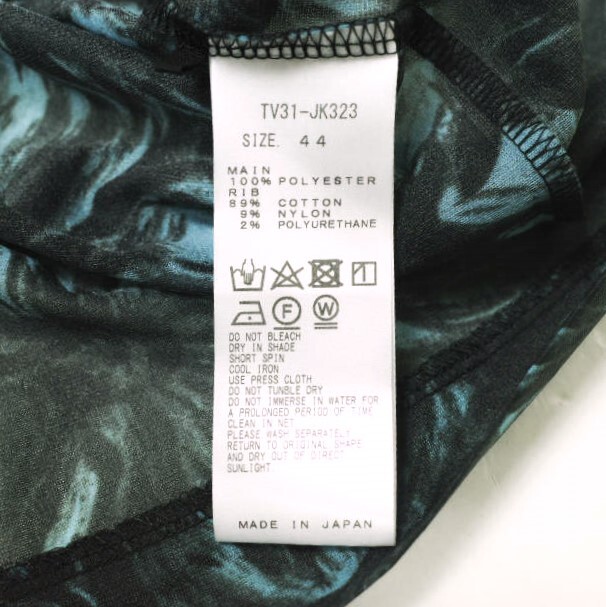 TV31-JK323
SIZE. 44
MAIN
100% POLYESTER
RIB
89% COTTON
9% NYLON
2% POLYURETHANE
F W
DO NOT BLEACH
DRY IN SHADE
SHORT SPIN
COOL IRON
USE PRESS CLOTH
DO NOT TUMBLE DRY
DO NOT IMMERSE IN WATER FOR
A PROLONGED PERIOD OF TIME
CLEAN IN NET
PLEASE WASH SEPARATELY
RETURN TO ORIGINAL SHAPE
AND DRY OUT OF DIRECT
SUNLIGHT
MADE IN JAPAN